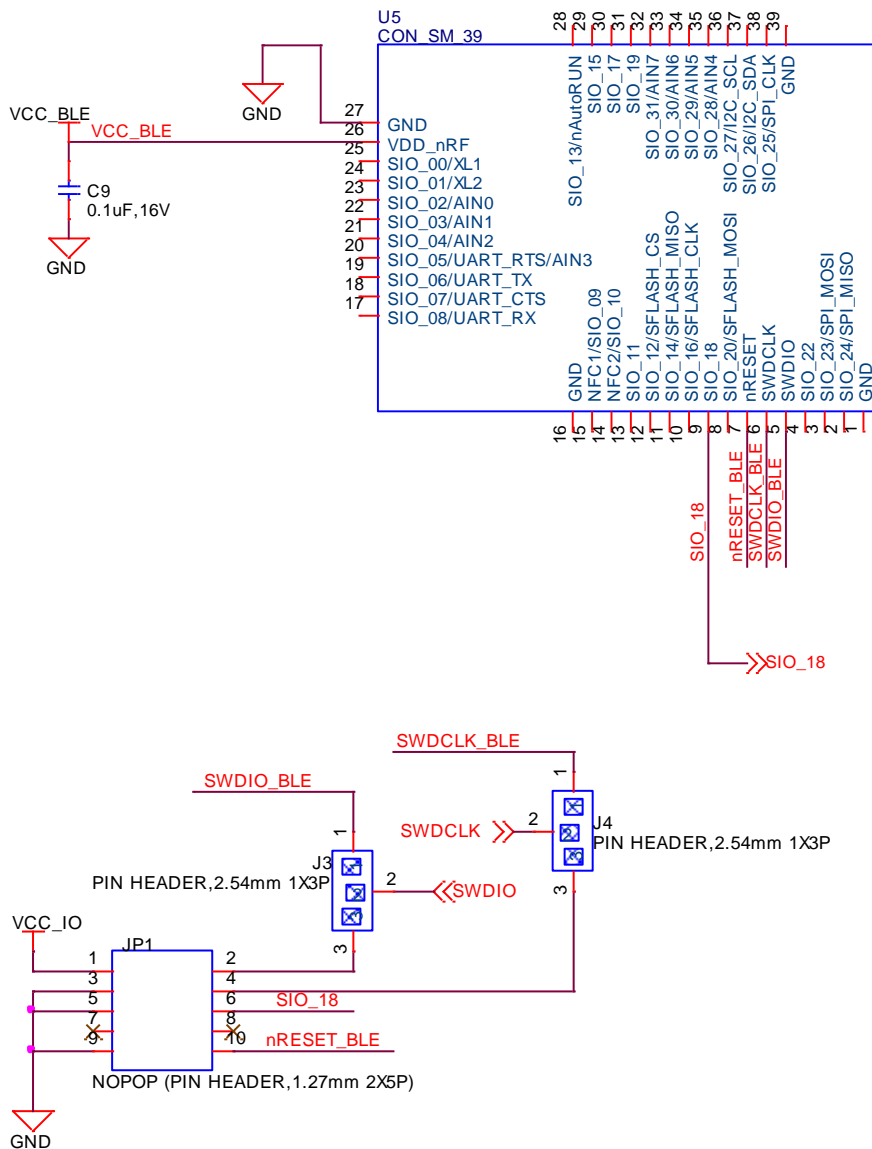 U5
CON_SM_39
28
29
30
31
32
33
34
35
36
37
38
39
SIO_13/nAutoRUN
SIO_15
SIO_17
SIO_19
SIO_31/AIN7
SIO_30/AIN6
SIO_29/AIN5
SIO_28/AIN4
SIO_27/I2C_SCL
SIO_26/I2C_SDA
SIO_25/SPI_CLK
GND
GND
VCC_BLE
VCC_BLE
C9
0.1uF,16V
GND
27
26
25
24
23
22
21
20
19
18
17
GND
VDD_nRF
SIO_00/XL1
SIO_01/XL2
SIO_02/AIN0
SIO_03/AIN1
SIO_04/AIN2
SIO_05/UART_RTS/AIN3
SIO_06/UART_TX
SIO_07/UART_CTS
SIO_08/UART_RX
GND
NFC1/SIO_09
NFC2/SIO_10
SIO_11
SIO_12/SFLASH_CS
SIO_14/SFLASH_MISO
SIO_16/SFLASH_CLK
SIO_18
SIO_20/SFLASH_MOSI
nRESET
SWDCLK
SWDIO
SIO_22
SIO_23/SPI_MOSI
SIO_24/SPI_MISO
GND
16
15
14
13
12
11
10
9
8
7
6
5
4
3
2
1
SIO_18
nRESET_BLE
SWDCLK_BLE
SWDIO_BLE
SIO_18
SWDCLK_BLE
SWDIO_BLE
1
2
3
SWDCLK
J4
PIN HEADER,2.54mm 1X3P
1
2
3
J3
PIN HEADER,2.54mm 1X3P
SWDIO
VCC_IO
JP1
1
2
3
4
5
6
SIO_18
7
8
9
10
nRESET_BLE
NOPOP (PIN HEADER,1.27mm 2X5P)
GND